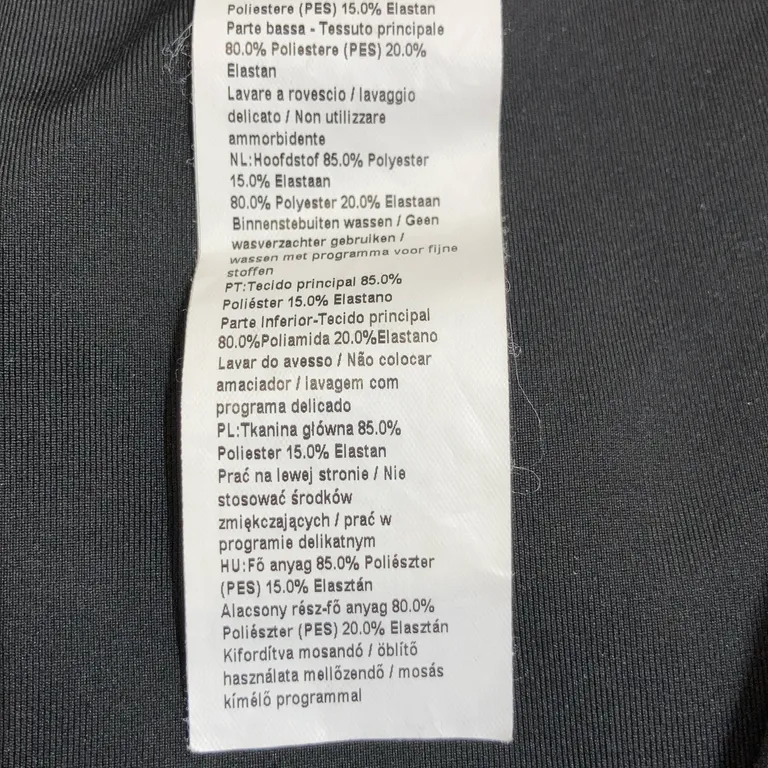 Poliestere (PES) 15.0% Elastan
Parte bassa - Tessuto principale
80.0% Poliestere (PES) 20.0%
Elastan
Lavare a rovescio / lavaggio
delicato / Non utilizzare
ammorbidente
NL:Hoofdstof 85.0% Polyester
15.0% Elastaan
80.0% Polyester 20.0% Elastaan
Binnenstebuiten wassen / Geen
wasverzachter gebruiken /
wassen met programma voor fijne
stoffen
PT:Tecido principal 85.0%
Poliéster 15.0% Elastano
Parte Inferior-Tecido principal
80.0%Poliamida 20.0%Elastano
Lavar do avesso / Não colocar
amaciador / lavagem com
programa delicado
PL:Tkanina główna 85.0%
Poliester 15.0% Elastan
Prać na lewej stronie / Nie
stosować środków
zmiękczających / prać w
programie delikatnym
HU:Fő anyag 85.0% Poliészter
(PES) 15.0% Elasztán
Alacsony rész-fő anyag 80.0%
Poliészter (PES) 20.0% Elasztán
Kifordítva mosandó / öblítő
használata mellőzendő / mosás
kímélő programmal